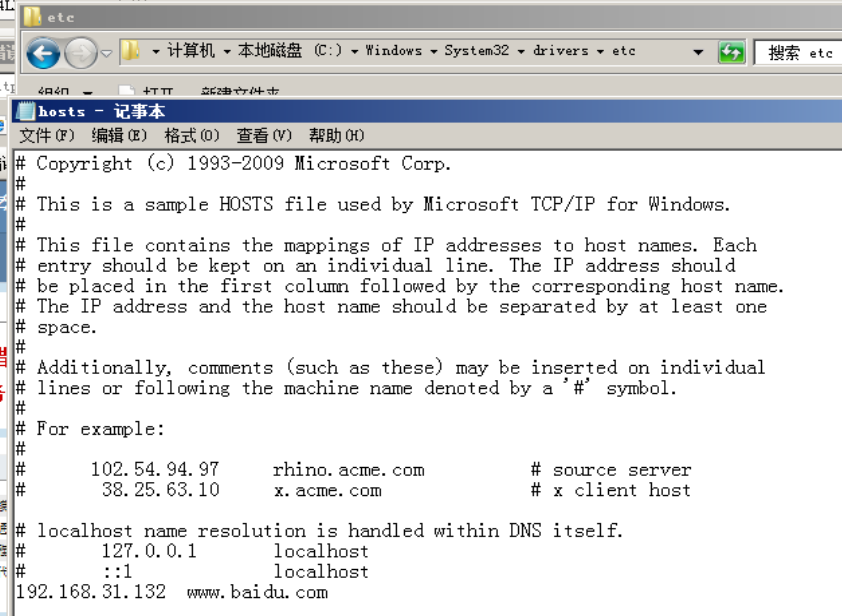 etc
计算机 本地磁盘 (C:) Windows System32 drivers etc 搜索 etc
组织 打开 新建文件夹
hosts - 记事本
文件(F) 编辑(E) 格式(O) 查看(V) 帮助(H)
# Copyright (c) 1993-2009 Microsoft Corp.
#
# This is a sample HOSTS file used by Microsoft TCP/IP for Windows.
#
# This file contains the mappings of IP addresses to host names. Each
# entry should be kept on an individual line. The IP address should
# be placed in the first column followed by the corresponding host name.
# The IP address and the host name should be separated by at least one
# space.
#
# Additionally, comments (such as these) may be inserted on individual
# lines or following the machine name denoted by a '#' symbol.
#
# For example:
#
# 102.54.94.97 rhino.acme.com # source server
# 38.25.63.10 x.acme.com # x client host

# localhost name resolution is handled within DNS itself.
# 127.0.0.1 localhost
# ::1 localhost
192.168.31.132 www.baidu.com